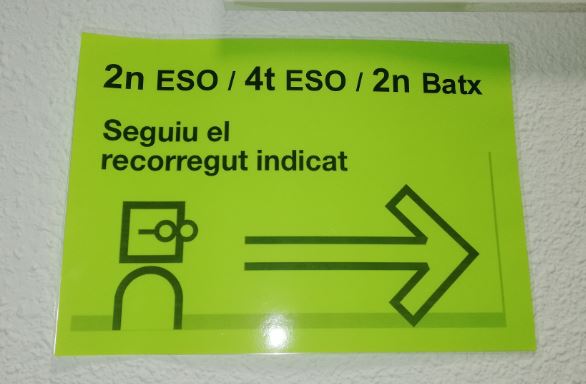 2n ESO / 4t ESO / 2n Batx
Seguiu el
recorregut indicat